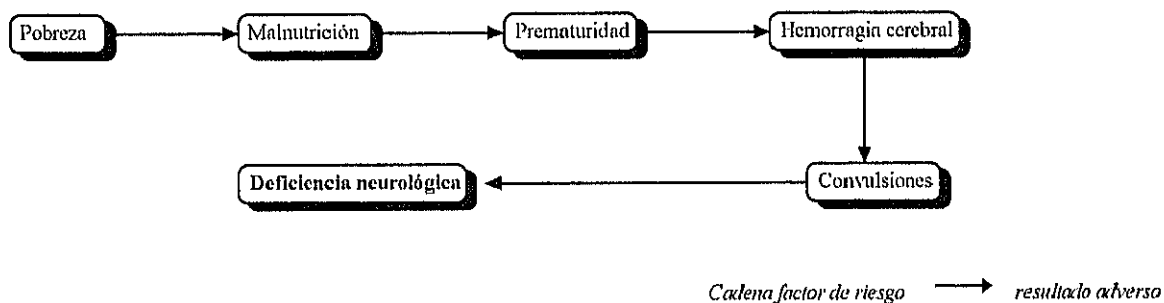 Pobreza
Malnutrición
Prematuridad
Hemorragia cerebral
Convulsiones
Deficiencia neurológica
Cadena factor de riesgo
resultado adverso